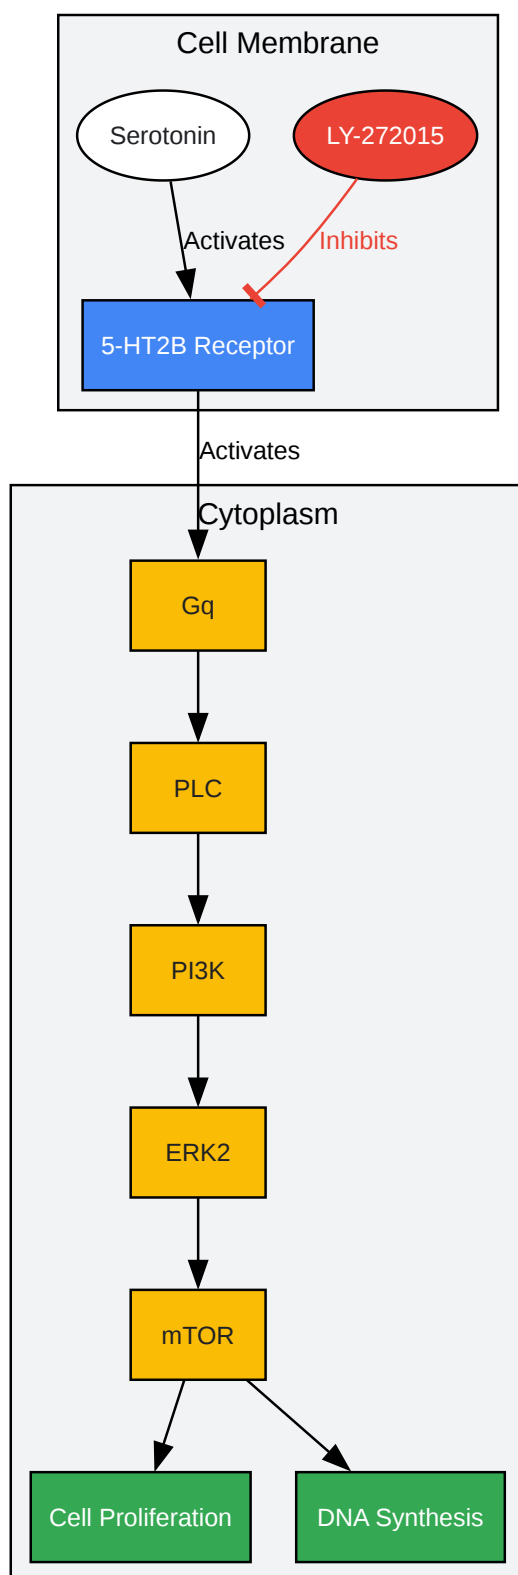 Cell Membrane
Serotonin
LY-272015
Activates
Inhibits
5-HT2B Receptor
Activates
Cytoplasm
Gq
PLC
PI3K
ERK2
mTOR
Cell Proliferation
DNA Synthesis